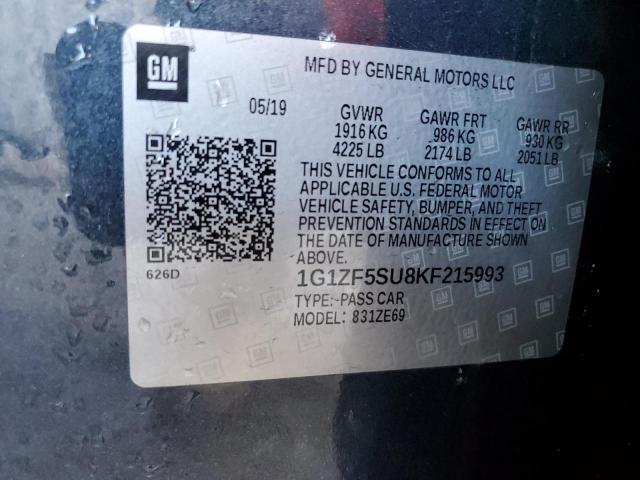 GM
MFD BY GENERAL MOTORS LLC
05/19
GVWR GAWR FRT GAWR RR
1916 KG 986 KG 930 KG
4225 LB 2174 LB 2051 LB
THIS VEHICLE CONFORMS TO ALL
APPLICABLE U.S. FEDERAL MOTOR
VEHICLE SAFETY, BUMPER, AND THEFT
PREVENTION STANDARDS IN EFFECT ON
THE DATE OF MANUFACTURE SHOWN
ABOVE.
626D
1G1ZF5SU8KF215993
TYPE:-PASS CAR
MODEL: 831ZE69